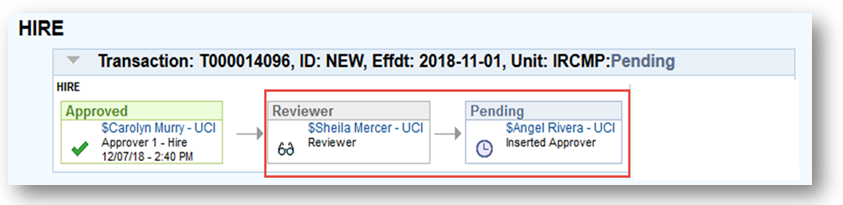 HIRE
Transaction: T000014096, ID: NEW, Effdt: 2018-11-01, Unit: IRCMP:Pending
HIRE
Approved
$Carolyn Murry - UCI
Approver 1 - Hire
12/07/18 - 2:40 PM
Reviewer
$Sheila Mercer - UCI
Reviewer
Pending
$Angel Rivera - UCI
Inserted Approver